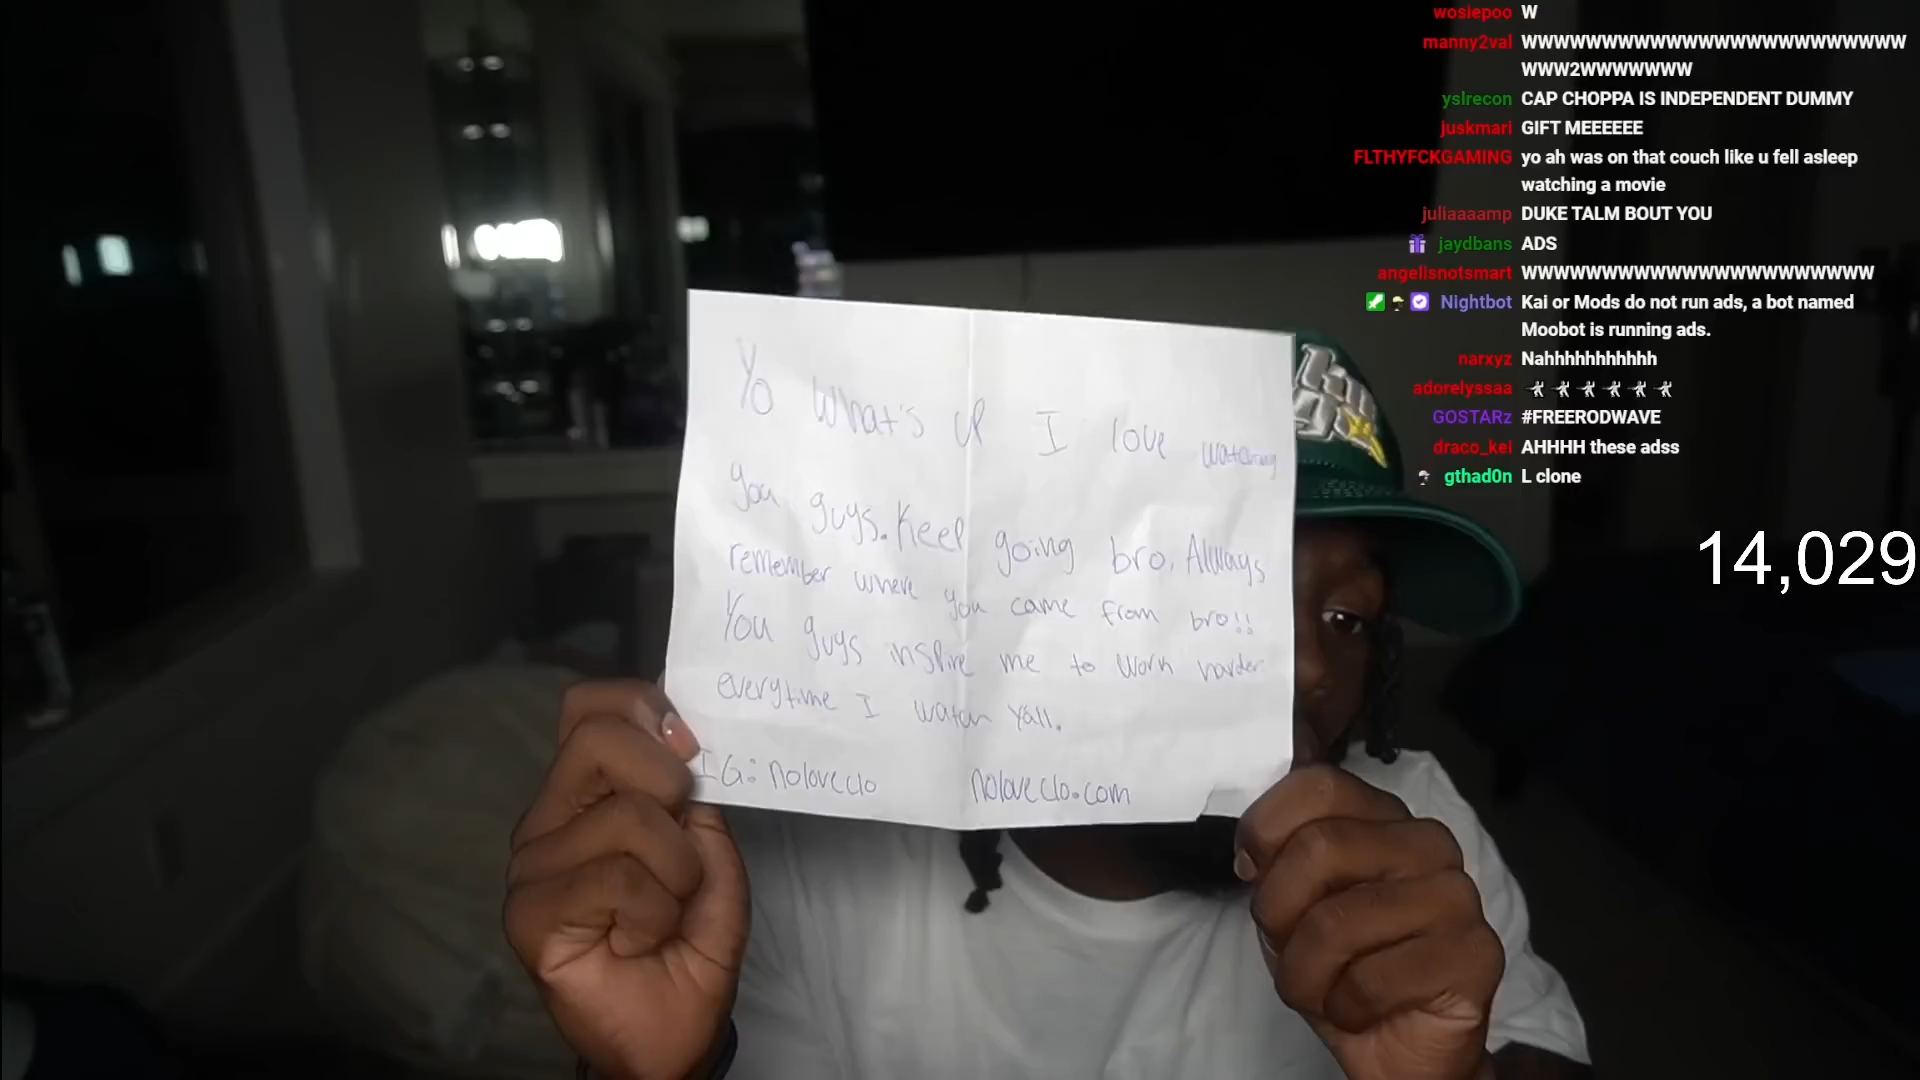 wosiepoo W
manny2val WWWWWWWWWWWWWWWWWWWWWWWW
WWW2WWWWWWW
yslrecon CAP CHOPPA IS INDEPENDENT DUMMY
juskmari GIFT MEEEEEE
FLTHYFCKGAMING yo ah was on that couch like u fell asleep
watching a movie
juliaaaamp DUKE TALM BOUT YOU
jaydbans ADS
angelisnotsmart WWWWWWWWWWWWWWWWWWWWWW
Nightbot Kai or Mods do not run ads, a bot named
Moobot is running ads.
narxyz Nahhhhhhhhhhh
adorelyssaa
GOSTARz #FREERODWAVE
draco_kei AHHHH these adss
gthad0n L clone
14,029
Yo What's uP I love watching
you guys. Keep going bro. Always
remember where you came from bro!!
You guys inspire me to work harder
everytime I watch Yall.
IG: noloveclo noloveclo.com